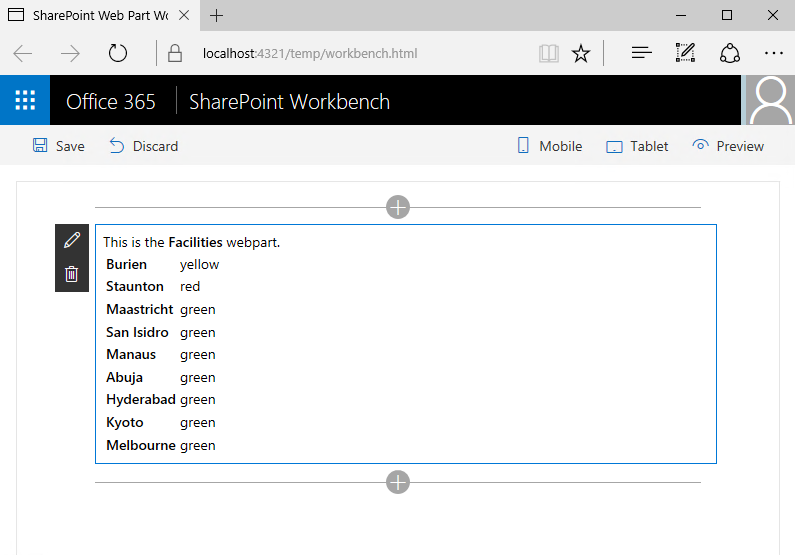 SharePoint Web Part Wo
localhost:4321/temp/workbench.html
Office 365 SharePoint Workbench
Save Discard Mobile Tablet Preview
This is the Facilities webpart.
Burien yellow
Staunton red
Maastricht green
San Isidro green
Manaus green
Abuja green
Hyderabad green
Kyoto green
Melbourne green